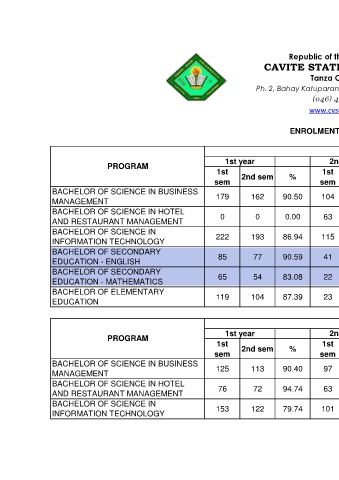 Republic of th
CAVITE STATE
Tanza C
Ph. 2, Bahay Katuparan
(046) 4
www.cvs
ENROLMENT
PROGRAM
1st year 2n
1st sem 2nd sem % 1st sem
BACHELOR OF SCIENCE IN BUSINESS MANAGEMENT 179 162 90.50 104
BACHELOR OF SCIENCE IN HOTEL AND RESTAURANT MANAGEMENT 0 0 0.00 63
BACHELOR OF SCIENCE IN INFORMATION TECHNOLOGY 222 193 86.94 115
BACHELOR OF SECONDARY EDUCATION - ENGLISH 85 77 90.59 41
BACHELOR OF SECONDARY EDUCATION - MATHEMATICS 65 54 83.08 22
BACHELOR OF ELEMENTARY EDUCATION 119 104 87.39 23
PROGRAM
1st year 2n
1st sem 2nd sem % 1st sem
BACHELOR OF SCIENCE IN BUSINESS MANAGEMENT 125 113 90.40 97
BACHELOR OF SCIENCE IN HOTEL AND RESTAURANT MANAGEMENT 76 72 94.74 63
BACHELOR OF SCIENCE IN INFORMATION TECHNOLOGY 153 122 79.74 101